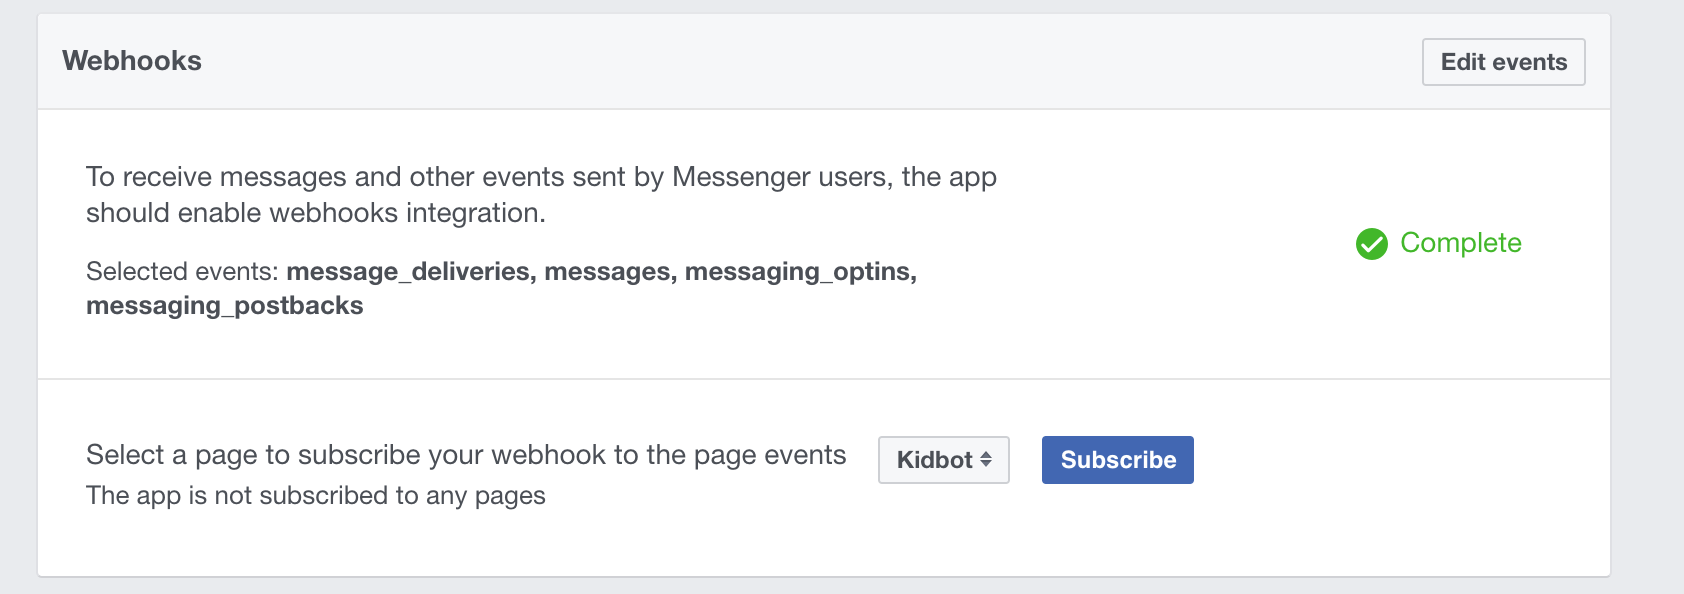 Webhooks
Edit events
To receive messages and other events sent by Messenger users, the app
should enable webhooks integration.
Complete
Selected events: message_deliveries, messages, messaging_optins,
messaging_postbacks
Select a page to subscribe your webhook to the page events
Kidbot
Subscribe
The app is not subscribed to any pages